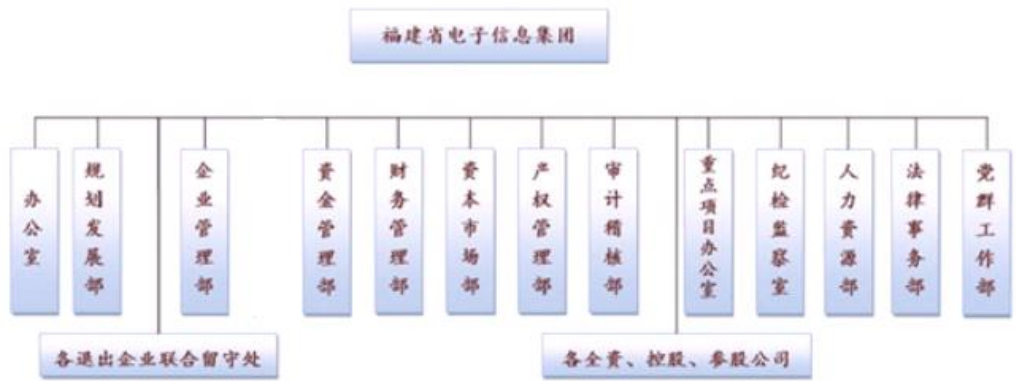 福建省电子信息集团
办公室
规划发展部
企业管理部
资金管理部
财务管理部
资本市场部
产权管理部
审计稽核部
重点项目办公室
纪检监察室
人力资源部
法律事务部
党群工作部
各退出企业联合留守处
各全资、控股、参股公司